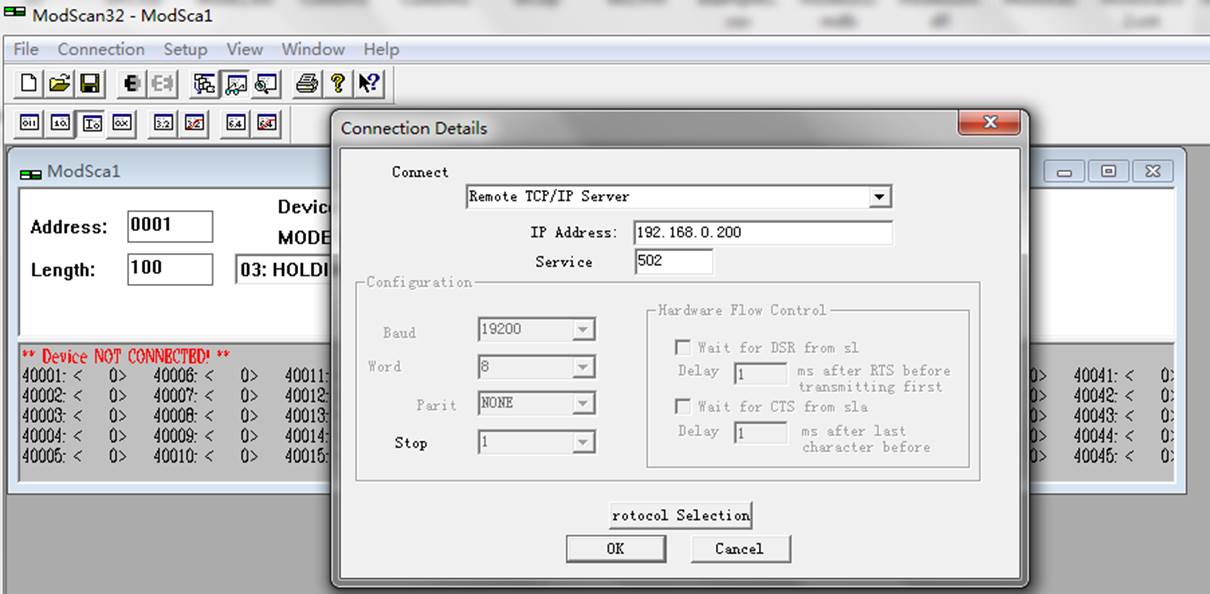 ModScan32 - ModSca1
File Connection Setup View Window Help
ModSca1
Address: 0001
Length: 100
Devic
MODE
03: HOLDI
** Device NOT CONNECTED! **
40001: < 0> 40006: < 0> 40011: 0> 40041: < 0>
40002: < 0> 40007: < 0> 40012: 0> 40042: < 0>
40003: < 0> 40008: < 0> 40013: 0> 40043: < 0>
40004: < 0> 40009: < 0> 40014: 0> 40044: < 0>
40005: < 0> 40010: < 0> 40015: 0> 40045: < 0>
Connection Details
Connect
Remote TCP/IP Server
IP Address: 192.168.0.200
Service 502
Configuration
Baud 19200
Word 8
Parit NONE
Stop 1
Hardware Flow Control
Wait for DSR from sl
Delay 1 ms after RTS before
transmitting first
Wait for CTS from sla
Delay 1 ms after last
character before
rotocol Selection
OK Cancel